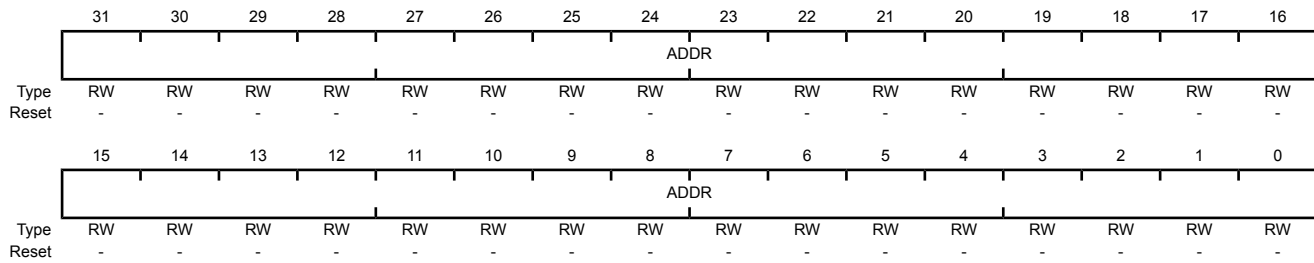 31 30 29 28 27 26 25 24 23 22 21 20 19 18 17 16
ADDR
Type RW RW RW RW RW RW RW RW RW RW RW RW RW RW RW RW
Reset - - - - - - - - - - - - - - - -
15 14 13 12 11 10 9 8 7 6 5 4 3 2 1 0
ADDR
Type RW RW RW RW RW RW RW RW RW RW RW RW RW RW RW RW
Reset - - - - - - - - - - - - - - - -